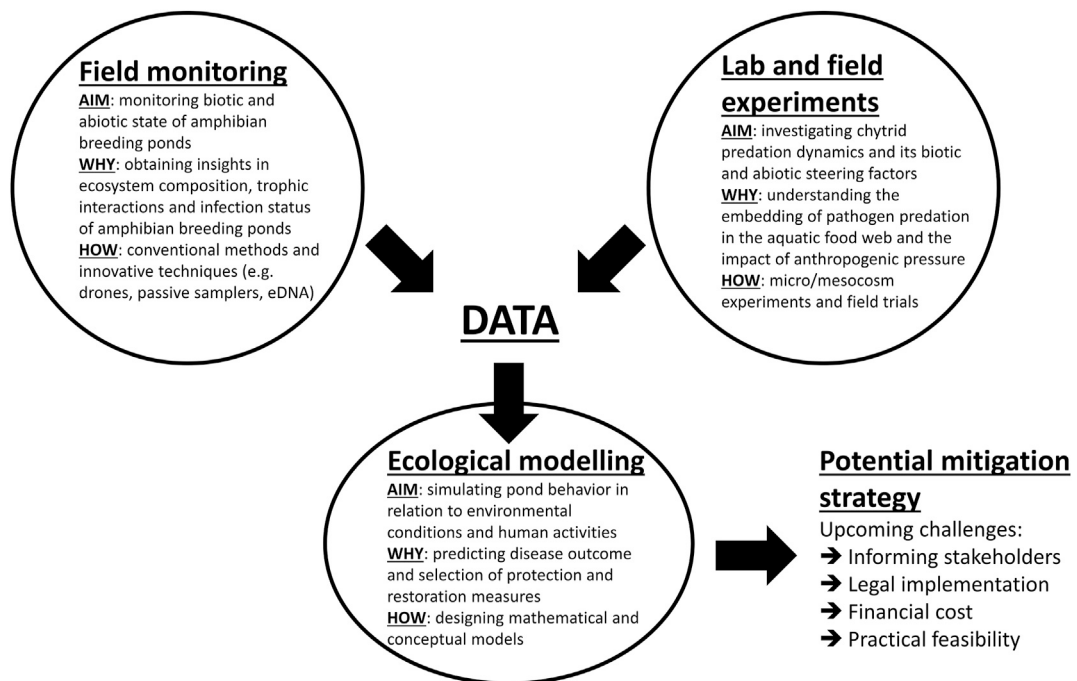 Field monitoring
AIM: monitoring biotic and
abiotic state of amphibian
breeding ponds
WHY: obtaining insights in
ecosystem composition, trophic
interactions and infection status
of amphibian breeding ponds
HOW: conventional methods and
innovative techniques (e.g.
drones, passive samplers, eDNA)
Lab and field
experiments
AIM: investigating chytrid
predation dynamics and its biotic
and abiotic steering factors
WHY: understanding the
embedding of pathogen predation
in the aquatic food web and the
impact of anthropogenic pressure
HOW: micro/mesocosm
experiments and field trials
DATA
Ecological modelling
AIM: simulating pond behavior in
relation to environmental
conditions and human activities
WHY: predicting disease outcome
and selection of protection and
restoration measures
HOW: designing mathematical and
conceptual models
Potential mitigation
strategy
Upcoming challenges:
➔ Informing stakeholders
➔ Legal implementation
➔ Financial cost
➔ Practical feasibility